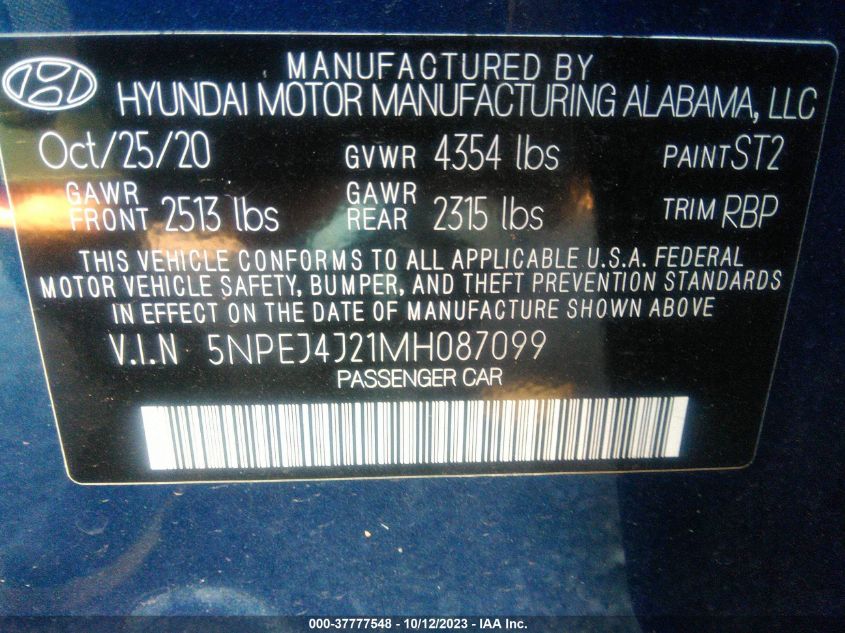 MANUFACTURED BY
HYUNDAI MOTOR MANUFACTURING ALABAMA, LLC
Oct/25/20 GVWR 4354 lbs PAINT ST2
GAWR FRONT 2513 lbs GAWR REAR 2315 lbs TRIM RBP
THIS VEHICLE CONFORMS TO ALL APPLICABLE U.S.A. FEDERAL
MOTOR VEHICLE SAFETY, BUMPER, AND THEFT PREVENTION STANDARDS
IN EFFECT ON THE DATE OF MANUFACTURE SHOWN ABOVE
V.I.N 5NPEJ4J21MH087099
PASSENGER CAR
000-37777548 - 10/12/2023 - IAA Inc.